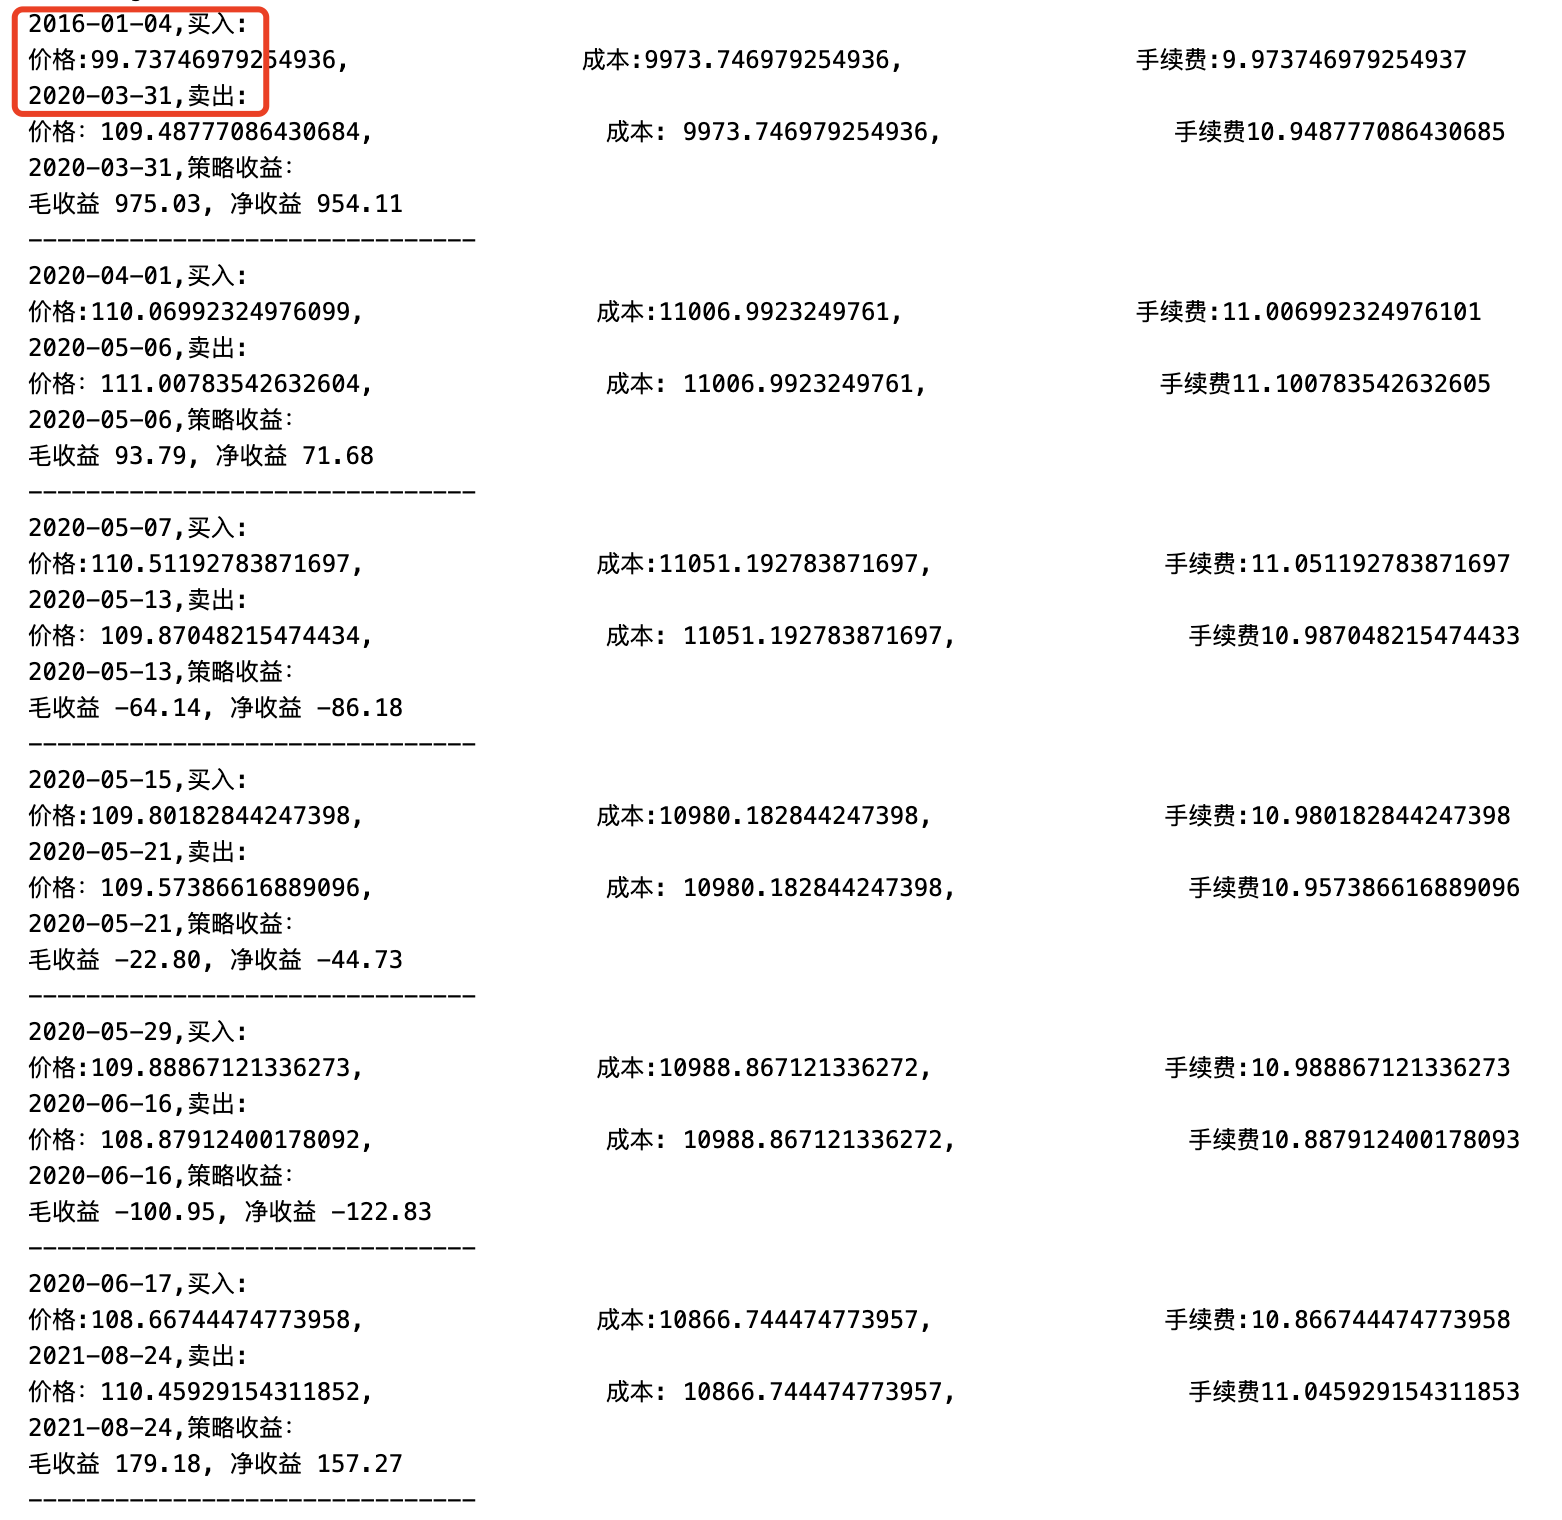 2016-01-04,买入:
价格:99.73746979254936, 成本:9973.746979254936, 手续费:9.973746979254937
2020-03-31,卖出:
价格: 109.48777086430684, 成本: 9973.746979254936, 手续费10.948777086430685
2020-03-31,策略收益:
毛收益 975.03, 净收益 954.11
-------------------------------
2020-04-01,买入:
价格:110.06992324976099, 成本:11006.9923249761, 手续费:11.006992324976101
2020-05-06,卖出:
价格: 111.00783542632604, 成本: 11006.9923249761, 手续费11.100783542632605
2020-05-06,策略收益:
毛收益 93.79, 净收益 71.68
-------------------------------
2020-05-07,买入:
价格:110.51192783871697, 成本:11051.192783871697, 手续费:11.051192783871697
2020-05-13,卖出:
价格: 109.87048215474434, 成本: 11051.192783871697, 手续费10.987048215474433
2020-05-13,策略收益:
毛收益 -64.14, 净收益 -86.18
-------------------------------
2020-05-15,买入:
价格:109.80182844247398, 成本:10980.182844247398, 手续费:10.980182844247398
2020-05-21,卖出:
价格: 109.57386616889096, 成本: 10980.182844247398, 手续费10.957386616889096
2020-05-21,策略收益:
毛收益 -22.80, 净收益 -44.73
-------------------------------
2020-05-29,买入:
价格:109.88867121336273, 成本:10988.867121336272, 手续费:10.988867121336273
2020-06-16,卖出:
价格: 108.87912400178092, 成本: 10988.867121336272, 手续费10.887912400178093
2020-06-16,策略收益:
毛收益 -100.95, 净收益 -122.83
-------------------------------
2020-06-17,买入:
价格:108.66744474773958, 成本:10866.744474773957, 手续费:10.866744474773958
2021-08-24,卖出:
价格: 110.45929154311852, 成本: 10866.744474773957, 手续费11.045929154311853
2021-08-24,策略收益:
毛收益 179.18, 净收益 157.27
-------------------------------